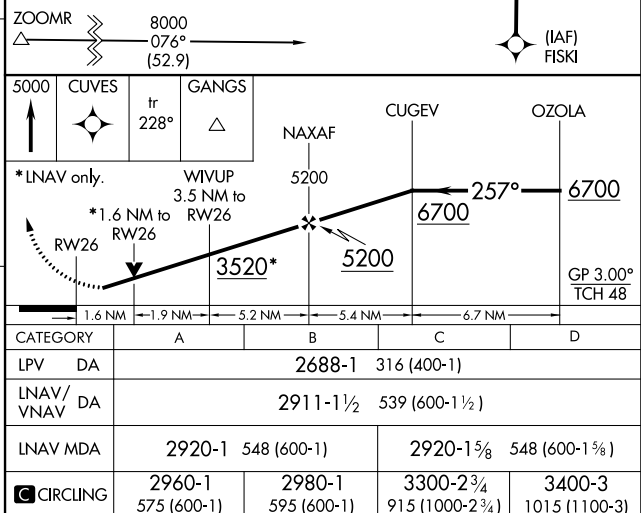 ZOOMR
8000
076°
(52.9)
(IAF)
FISKI
5000 CUVES tr 228° GANGS
NAXAF
CUGEV
OZOLA
*LNAV only.
WIVUP
3.5 NM to
RW26
*1.6 NM to
RW26
RW26
5200
257°
6700
6700
3520*
5200
GP 3.00°
TCH 48
1.6 NM 1.9 NM 5.2 NM 5.4 NM 6.7 NM
CATEGORY A B C D
LPV DA 2688-1 316 (400-1)
LNAV/
VNAV DA 2911-1½ 539 (600-1½)
LNAV MDA 2920-1 548 (600-1) 2920-1⅝ 548 (600-1⅝)
C CIRCLING 2960-1 2980-1 3300-2¾ 3400-3
575 (600-1) 595 (600-1) 915 (1000-2¾) 1015 (1100-3)